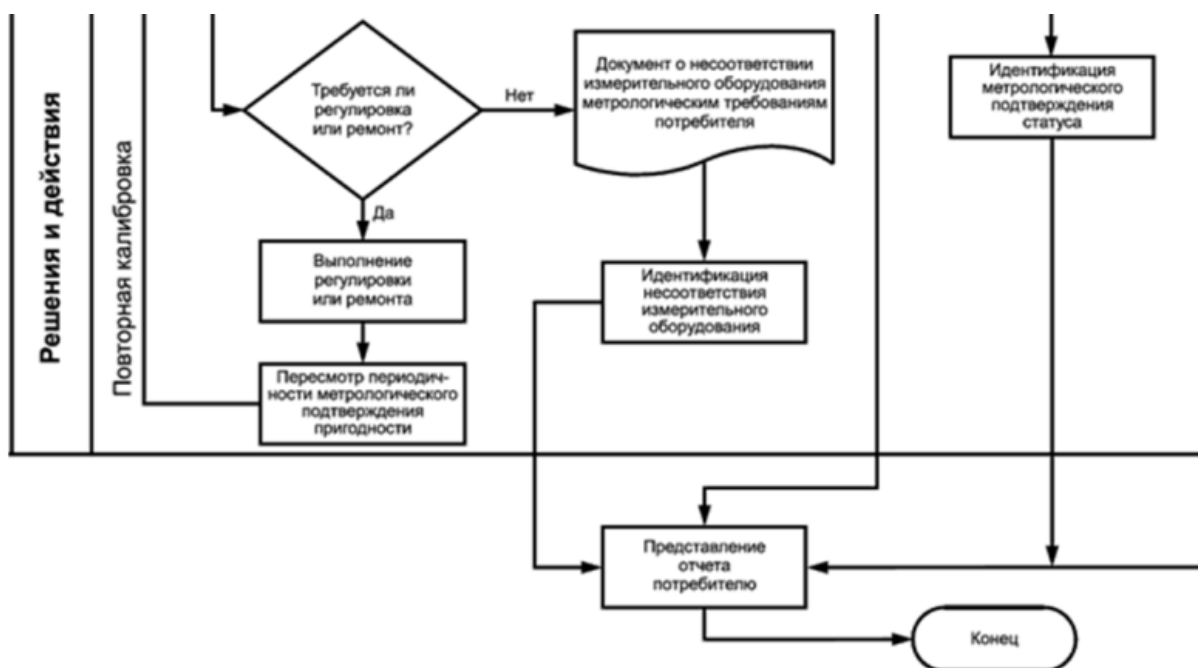 Решения и действия
Повторная калибровка
Требуется ли
регулировка
или ремонт?
Нет
Документ о несоответствии
измерительного оборудования
метрологическим требованиям
потребителя
Идентификация
метрологического
подтверждения
статуса
Да
Выполнение
регулировки
или ремонта
Идентификация
несоответствия
измерительного
оборудования
Пересмотр периодич-
ности метрологического
подтверждения
пригодности
Представление
отчета
потребителю
Конец